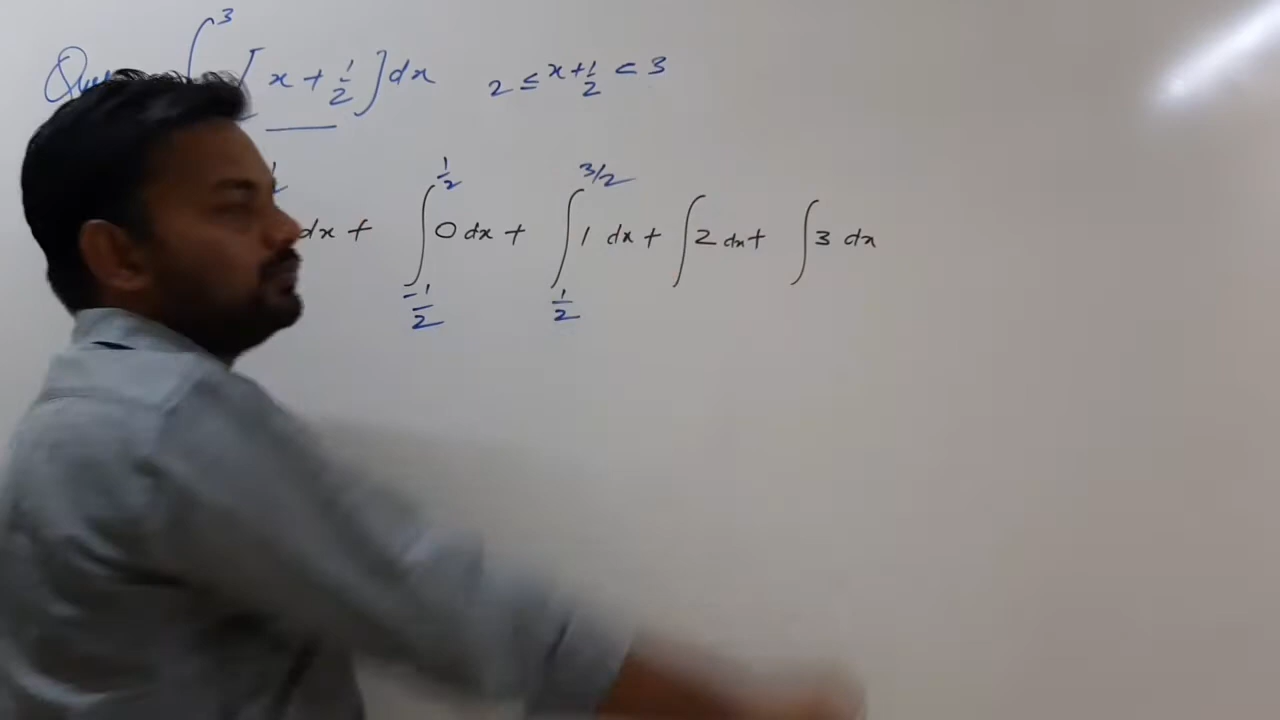 ∫ 3 [x + 1/2] dx 2 ≤ x + 1/2 < 3
dx + ∫_{-1/2}^{1/2} 0 dx + ∫_{1/2}^{3/2} 1 dx + ∫ 2 dx + ∫ 3 dx